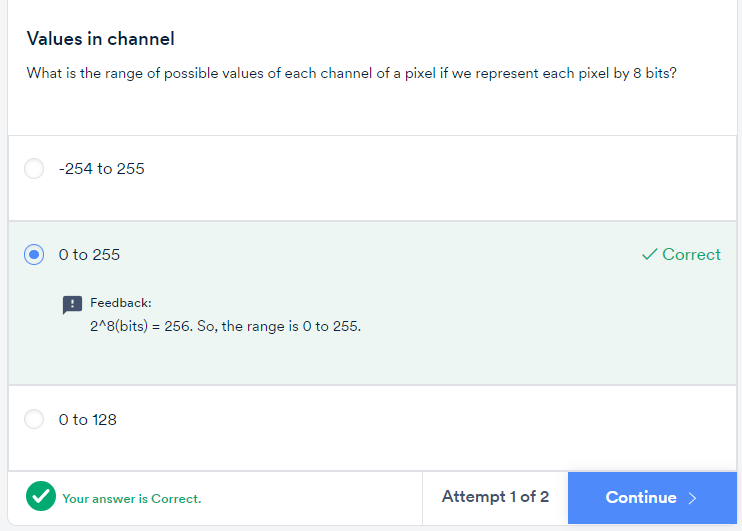 Values in channel
What is the range of possible values of each channel of a pixel if we represent each pixel by 8 bits?
-254 to 255
0 to 255
Correct
Feedback:
2^8(bits) = 256. So, the range is 0 to 255.
0 to 128
Your answer is Correct.
Attempt 1 of 2
Continue